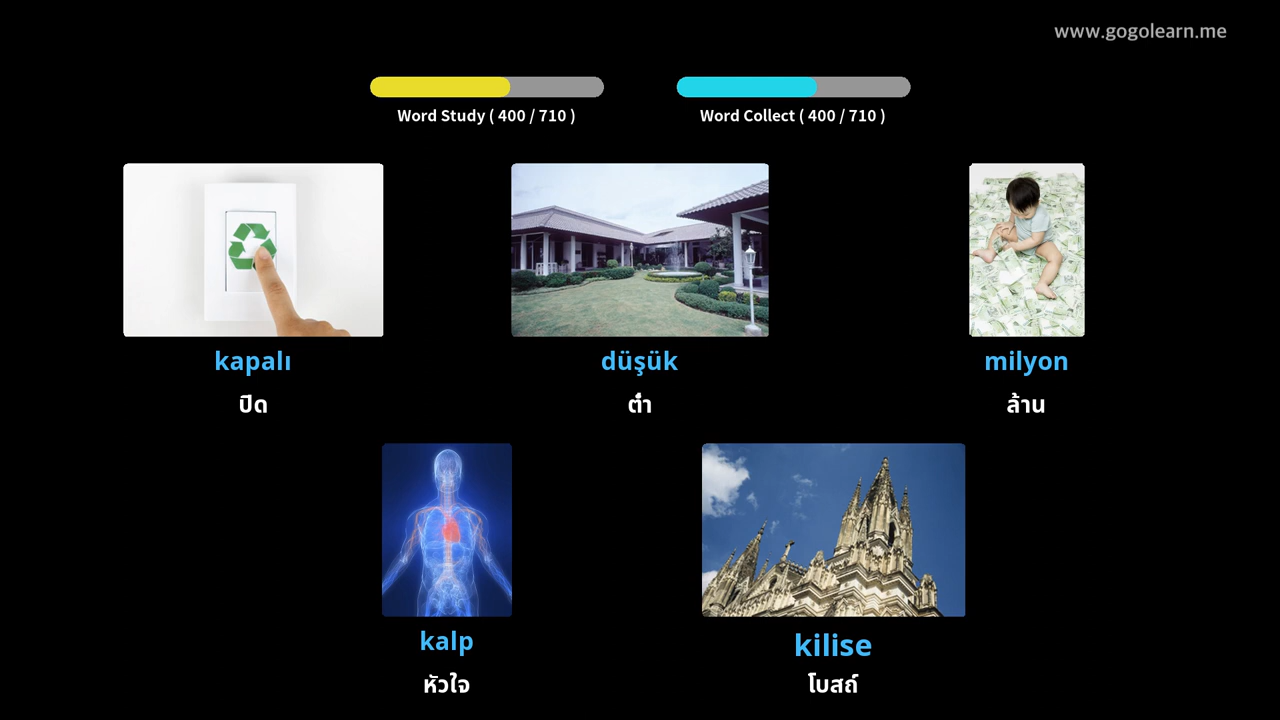 www.gogolearn.me
Word Study ( 400 / 710 )
Word Collect ( 400 / 710 )
kapalı
ปิด
düşük
ต่ำ
milyon
ล้าน
kalp
หัวใจ
kilise
โบสถ์